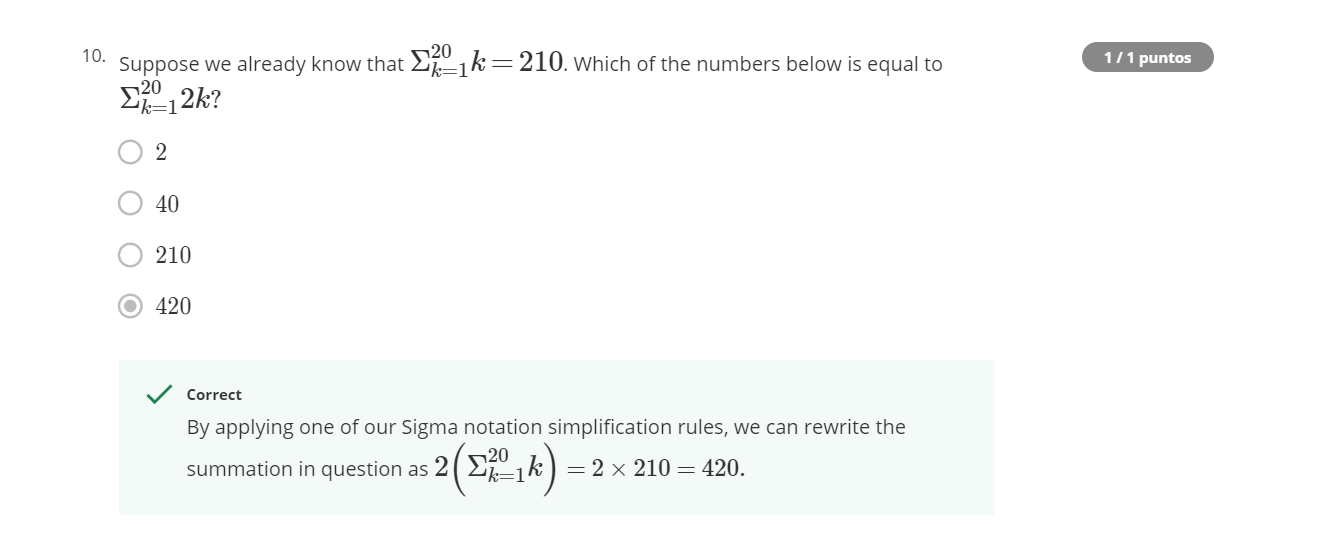 10. Suppose we already know that $\Sigma_{k=1}^{20} k = 210$. Which of the numbers below is equal to
$\Sigma_{k=1}^{20} 2k$?
1 / 1 puntos
2
40
210
420
Correct
By applying one of our Sigma notation simplification rules, we can rewrite the
summation in question as $2\left(\Sigma_{k=1}^{20} k\right) = 2 \times 210 = 420.$